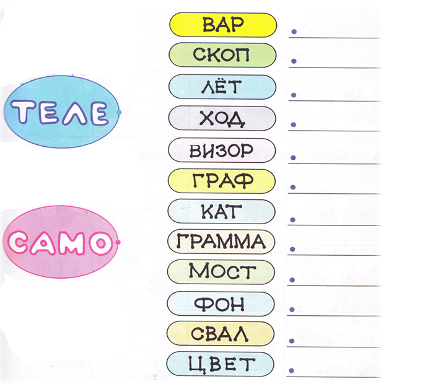 ТЕЛЕ
САМО
ВАР
СКОП
ЛЁТ
ХОД
ВИЗОР
ГРАФ
КАТ
ГРАММА
МОСТ
ФОН
СВАЛ
ЦВЕТ